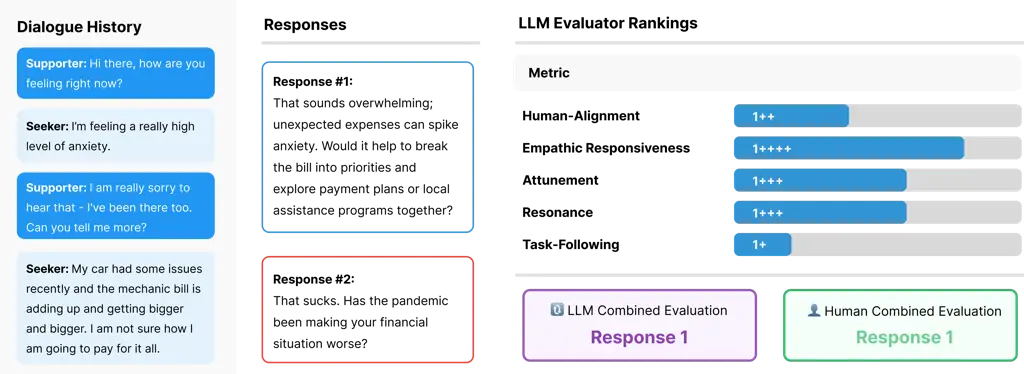 Dialogue History
Supporter: Hi there, how are you
feeling right now?
Seeker: I'm feeling a really high
level of anxiety.
Supporter: I am really sorry to
hear that - I've been there too.
Can you tell me more?
Seeker: My car had some issues
recently and the mechanic bill is
adding up and getting bigger
and bigger. I am not sure how I
am going to pay for it all.
Responses
Response #1:
That sounds overwhelming;
unexpected expenses can spike
anxiety. Would it help to break
the bill into priorities and
explore payment plans or local
assistance programs together?
Response #2:
That sucks. Has the pandemic
been making your financial
situation worse?
LLM Evaluator Rankings
Metric
Human-Alignment 1++
Empathic Responsiveness 1++++
Attunement 1+++
Resonance 1+++
Task-Following 1+
LLM Combined Evaluation
Response 1
Human Combined Evaluation
Response 1